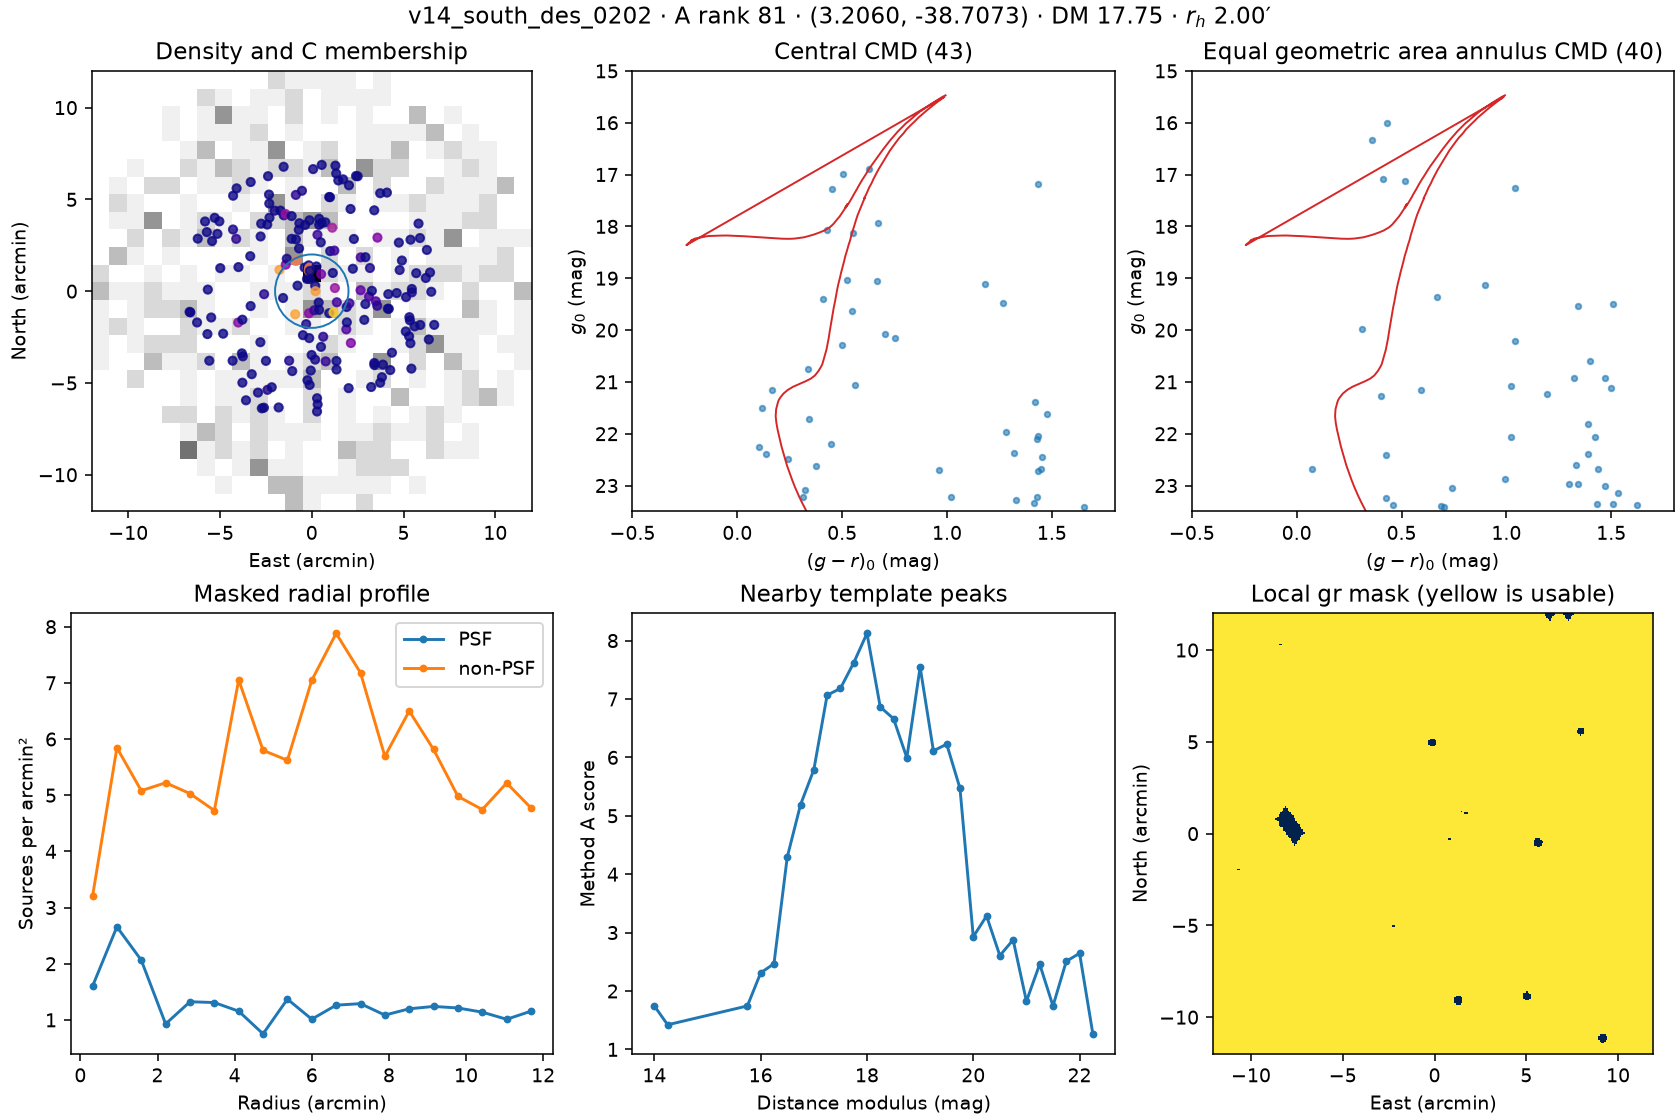 v14_south_des_0202 · A rank 81 · (3.2060, -38.7073) · DM 17.75 · r_h 2.00′
Density and C membership
10
5
0
−5
−10
North (arcmin)
−10 −5 0 5 10
East (arcmin)
Central CMD (43)
15
16
17
18
19
20
21
22
23
g₀ (mag)
−0.5 0.0 0.5 1.0 1.5
(g − r)₀ (mag)
Equal geometric area annulus CMD (40)
15
16
17
18
19
20
21
22
23
g₀ (mag)
−0.5 0.0 0.5 1.0 1.5
(g − r)₀ (mag)
Masked radial profile
PSF
non-PSF
8
7
6
5
4
3
2
1
Sources per arcmin²
0 2 4 6 8 10 12
Radius (arcmin)
Nearby template peaks
8
7
6
5
4
3
2
1
Method A score
14 16 18 20 22
Distance modulus (mag)
Local gr mask (yellow is usable)
10
5
0
−5
−10
North (arcmin)
−10 −5 0 5 10
East (arcmin)